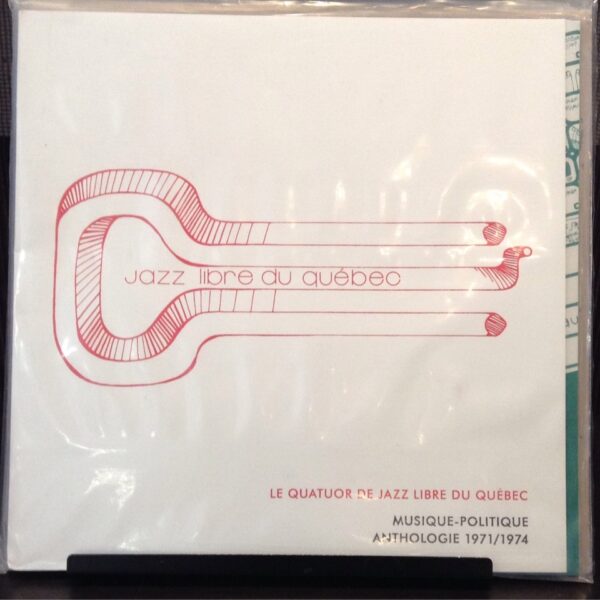 jazz libre du québec
LE QUATUOR DE JAZZ LIBRE DU QUÉBEC
MUSIQUE-POLITIQUE
ANTHOLOGIE 1971/1974